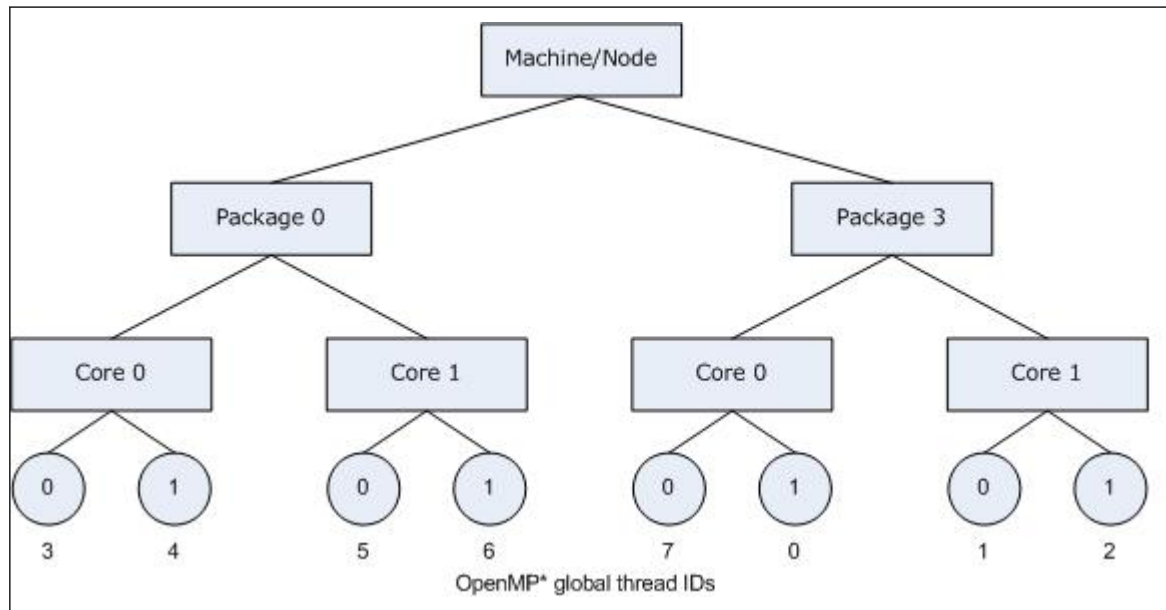 Machine/Node
Package 0
Package 3
Core 0
Core 1
Core 0
Core 1
0 1 0 1 0 1 0 1
3 4 5 6 7 0 1 2
OpenMP* global thread IDs